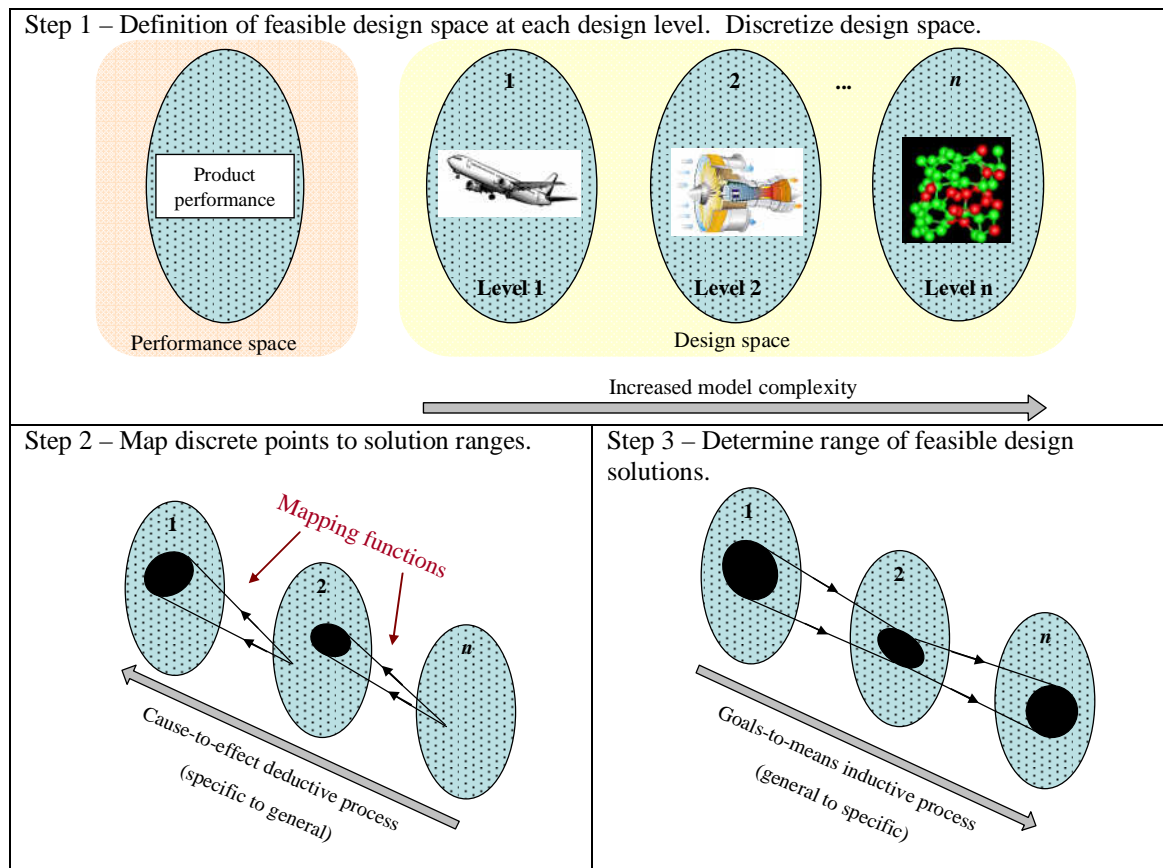 Step 1 – Definition of feasible design space at each design level.  Discretize design space.
1
2
...
n
Product
performance
Level 1
Level 2
Level n
Performance space
Design space
Increased model complexity
Step 2 – Map discrete points to solution ranges.
Mapping functions
1
2
n
Cause-to-effect deductive process
(specific to general)
Step 3 – Determine range of feasible design
solutions.
1
2
n
Goals-to-means inductive process
(general to specific)